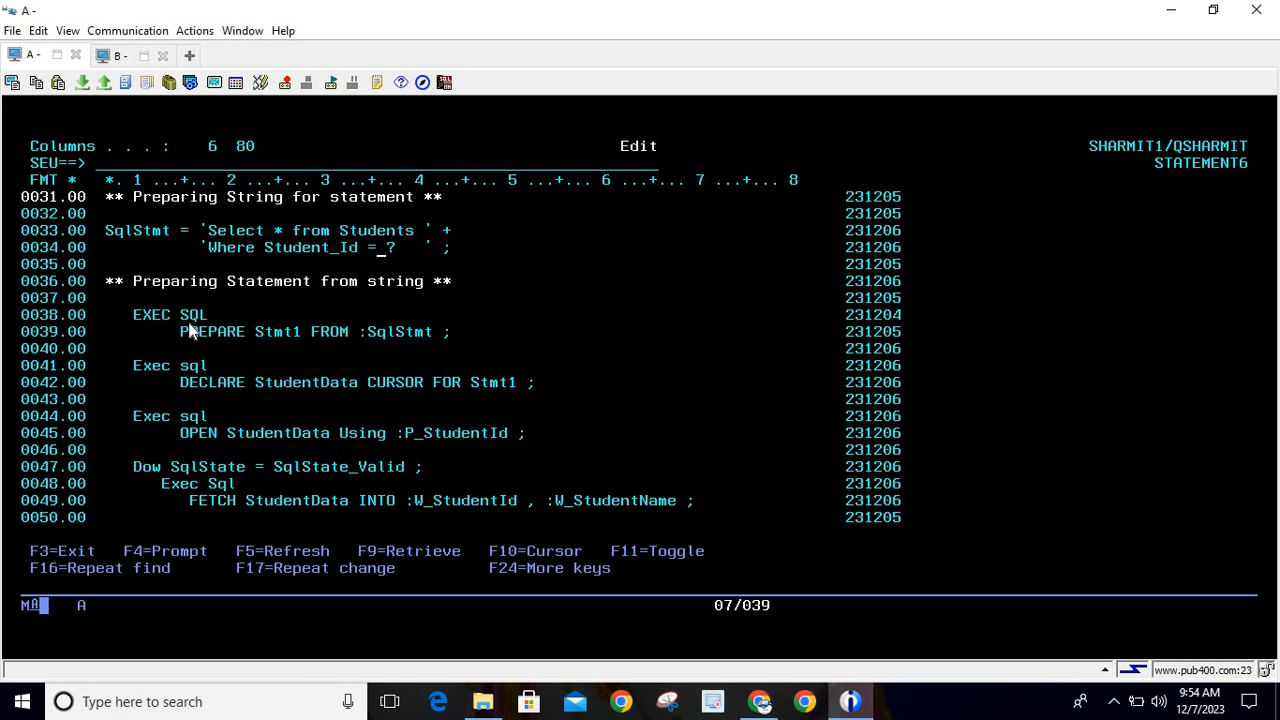 A -
File Edit View Communication Actions Window Help
A - B -
Columns . . . : 6 80 Edit SHARMIT1/QSHARMIT
SEU==> STATEMENT6
FMT * *. 1 ...+... 2 ...+... 3 ...+... 4 ...+... 5 ...+... 6 ...+... 7 ...+... 8
0031.00 ** Preparing String for statement ** 231205
0032.00 231205
0033.00 SqlStmt = 'Select * from Students ' + 231206
0034.00 'Where Student_Id = ? ' ; 231206
0035.00 231205
0036.00 ** Preparing Statement from string ** 231206
0037.00 231205
0038.00 EXEC SQL 231204
0039.00 PREPARE Stmt1 FROM :SqlStmt ; 231205
0040.00 231206
0041.00 Exec sql 231206
0042.00 DECLARE StudentData CURSOR FOR Stmt1 ; 231206
0043.00 231206
0044.00 Exec sql 231206
0045.00 OPEN StudentData Using :P_StudentId ; 231206
0046.00 231206
0047.00 Dow SqlState = SqlState_Valid ; 231206
0048.00 Exec Sql 231206
0049.00 FETCH StudentData INTO :W_StudentId , :W_StudentName ; 231206
0050.00 231205
F3=Exit F4=Prompt F5=Refresh F9=Retrieve F10=Cursor F11=Toggle
F16=Repeat find F17=Repeat change F24=More keys
MA A 07/039
www.pub400.com:23
Type here to search
9:54 AM
12/7/2023